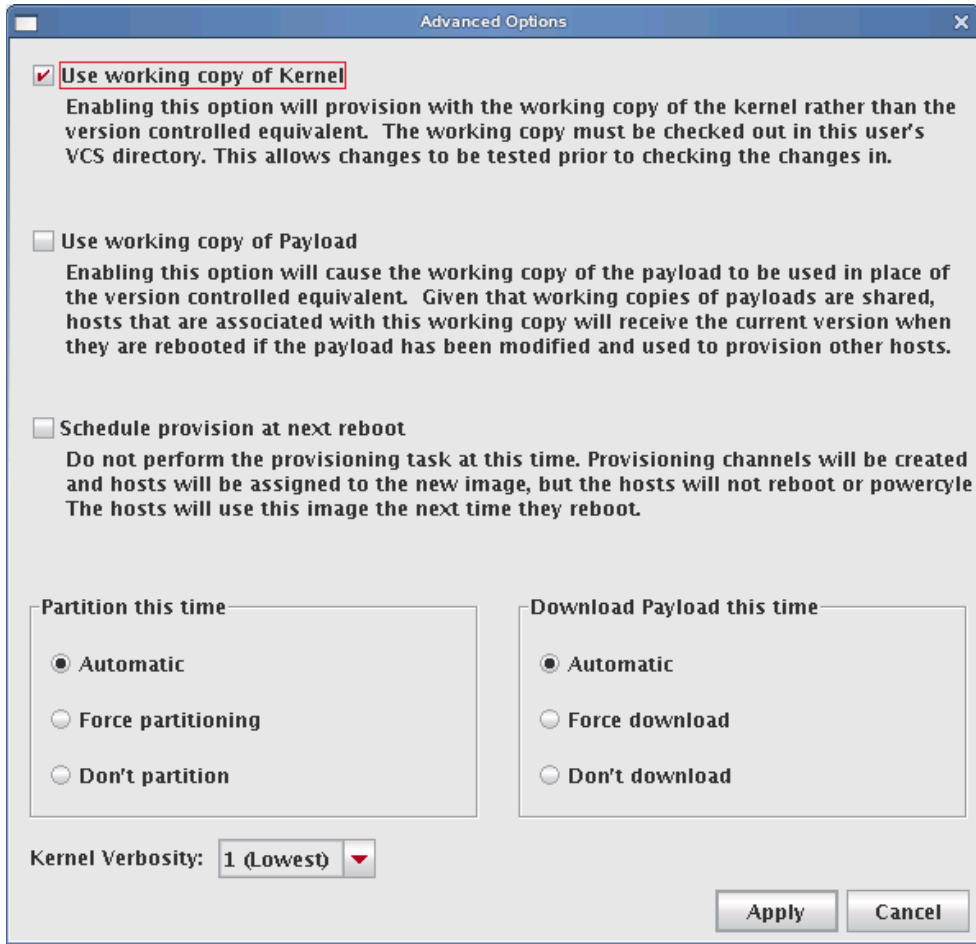 Advanced Options
Use working copy of Kernel
Enabling this option will provision with the working copy of the kernel rather than the
version controlled equivalent.  The working copy must be checked out in this user's
VCS directory. This allows changes to be tested prior to checking the changes in.
Use working copy of Payload
Enabling this option will cause the working copy of the payload to be used in place of
the version controlled equivalent.  Given that working copies of payloads are shared,
hosts that are associated with this working copy will receive the current version when
they are rebooted if the payload has been modified and used to provision other hosts.
Schedule provision at next reboot
Do not perform the provisioning task at this time. Provisioning channels will be created
and hosts will be assigned to the new image, but the hosts will not reboot or powercyle
The hosts will use this image the next time they reboot.
Partition this time
Automatic
Force partitioning
Don't partition
Download Payload this time
Automatic
Force download
Don't download
Kernel Verbosity: 1 (Lowest)
Apply Cancel